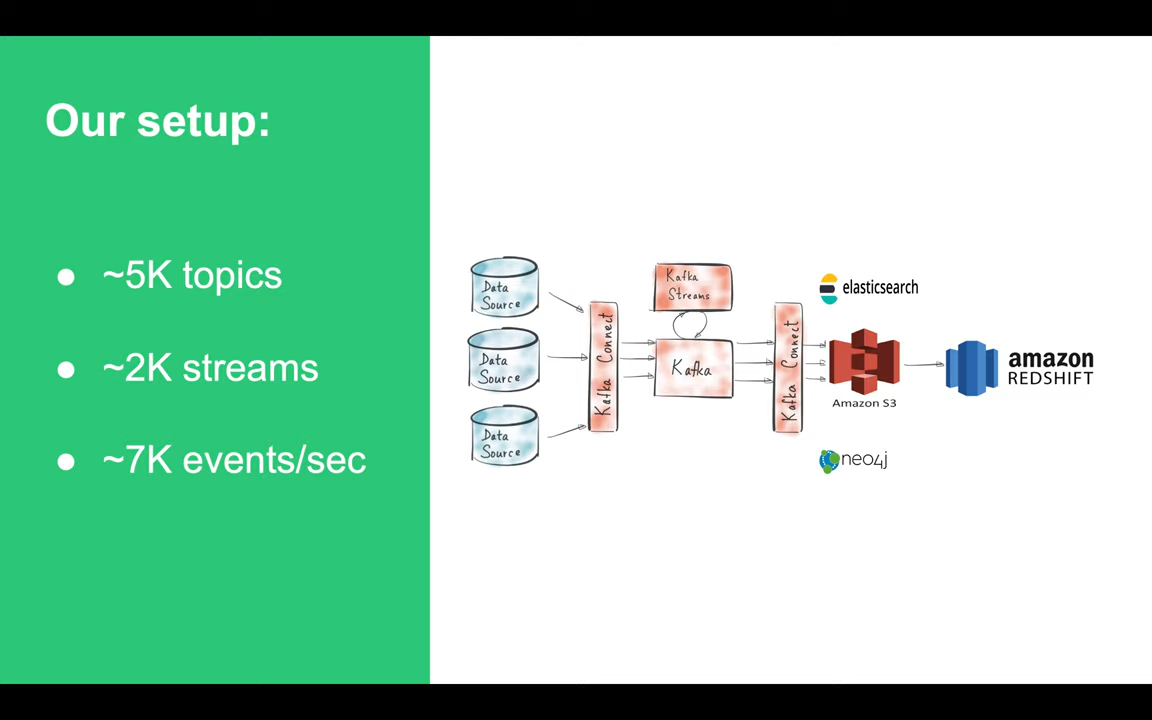 Our setup:
● ~5K topics
● ~2K streams
● ~7K events/sec
Data
Source
Data
Source
Data
Source
Kafka Connect
Kafka
Streams
Kafka
Kafka Connect
elasticsearch
Amazon S3
neo4j
amazon
REDSHIFT